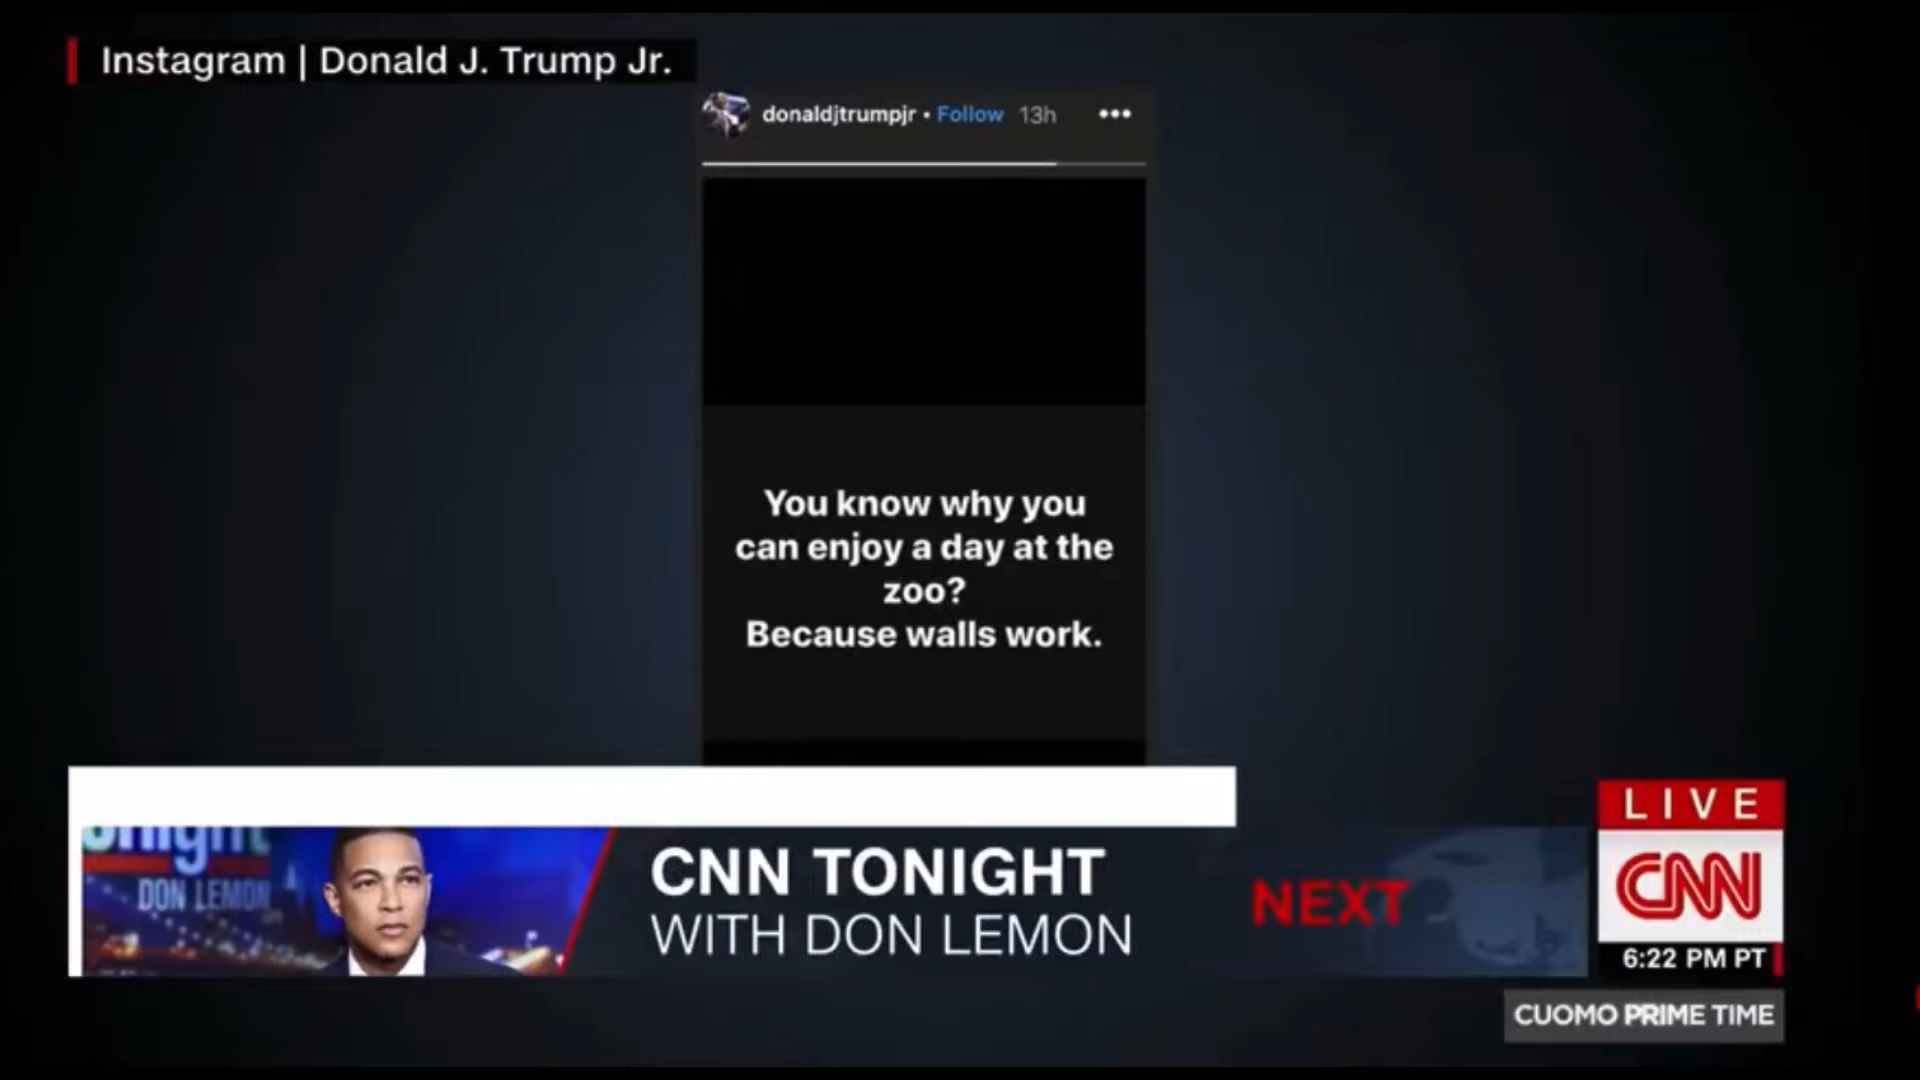 Instagram | Donald J. Trump Jr.
donaldjtrumpjr • Follow 13h •••
You know why you
can enjoy a day at the
zoo?
Because walls work.
LIVE
CNN
6:22 PM PT
DON LEMON
CNN TONIGHT
WITH DON LEMON
NEXT
CUOMO PRIME TIME